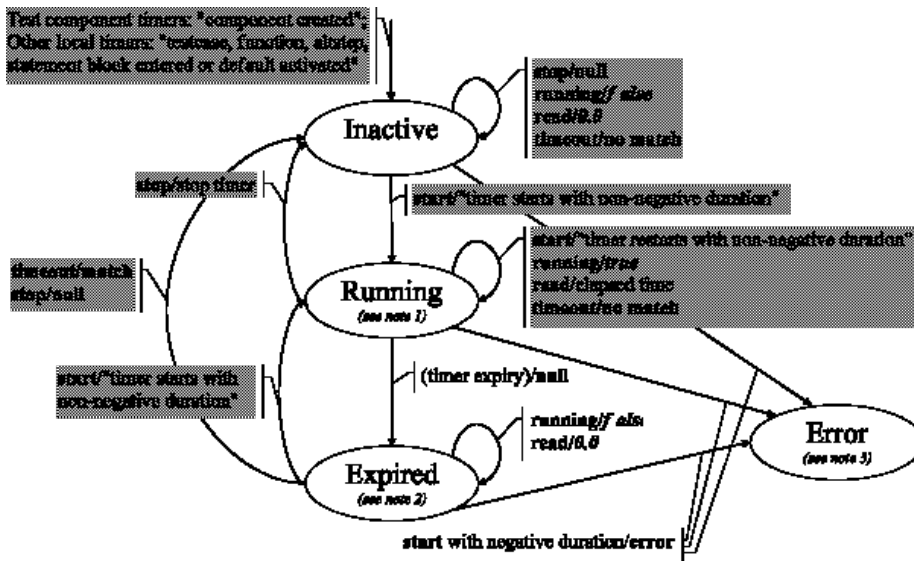 Test component timers: "component created";
Other local timers: "testcase, function, altstep,
statement block entered or default activated"
stop/null
running/false
read/0.0
timeout/no match
Inactive
stop/stop timer
start/"timer starts with non-negative duration"
start/"timer restarts with non-negative duration"
running/true
read/elapsed time
timeout/no match
timeout/match
stop/null
Running
(see note 1)
start/"timer starts with
non-negative duration"
(timer expiry)/null
running/false
read/0.0
Error
(see note 3)
Expired
(see note 2)
start with negative duration/error